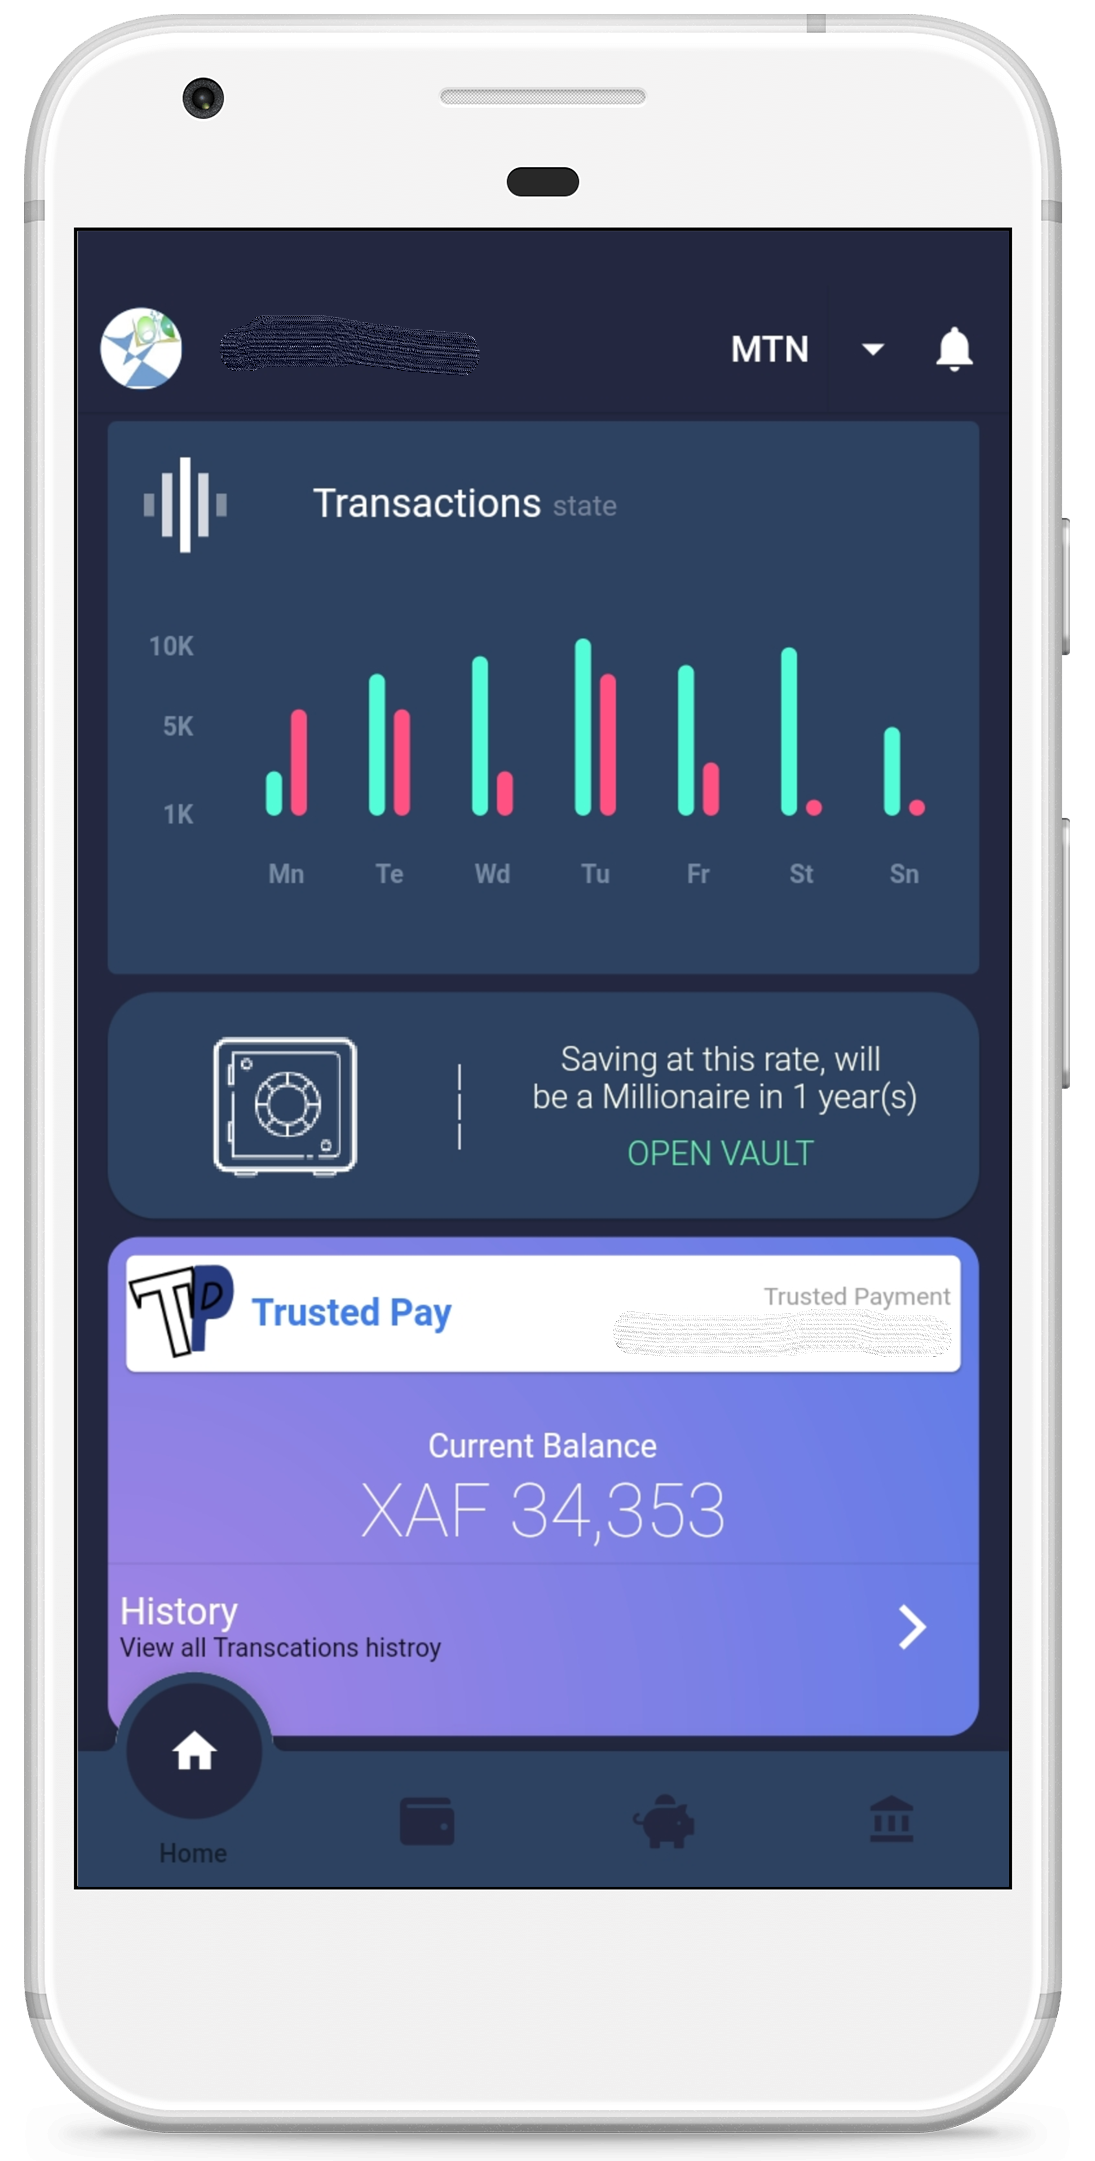 MTN
Transactions state
10K
5K
1K
Mn Te Wd Tu Fr St Sn
Saving at this rate, will
be a Millionaire in 1 year(s)
OPEN VAULT
TP
Trusted Pay
Trusted Payment
Current Balance
XAF 34,353
History
View all Transcations histroy
Home